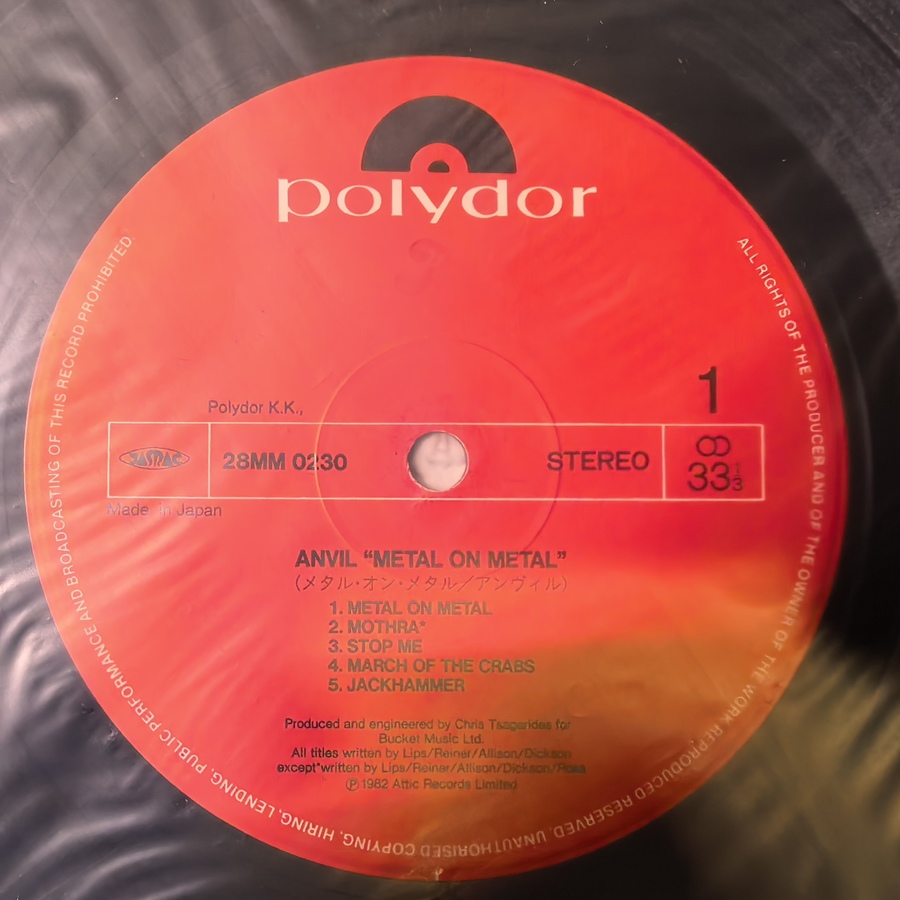 polydor
ALL RIGHTS OF THE PRODUCER AND OF THE OWNER OF THE WORK REPRODUCED RESERVED. UNAUTHORISED COPYING, HIRING, LENDING, PUBLIC PERFORMANCE AND BROADCASTING OF THIS RECORD PROHIBITED
1
Polydor K.K.,
JASRAC
28MM 0230
STEREO
33 1/3
Made in Japan
ANVIL “METAL ON METAL”
(メタル・オン・メタル／アンヴィル)
1. METAL ON METAL
2. MOTHRA*
3. STOP ME
4. MARCH OF THE CRABS
5. JACKHAMMER
Produced and engineered by Chris Tsagarides for
Bucket Music Ltd.
All titles written by Lips/Reiner/Allison/Dickson
except*written by Lips/Reiner/Allison/Dickson/Ross
Ⓟ1982 Attic Records Limited